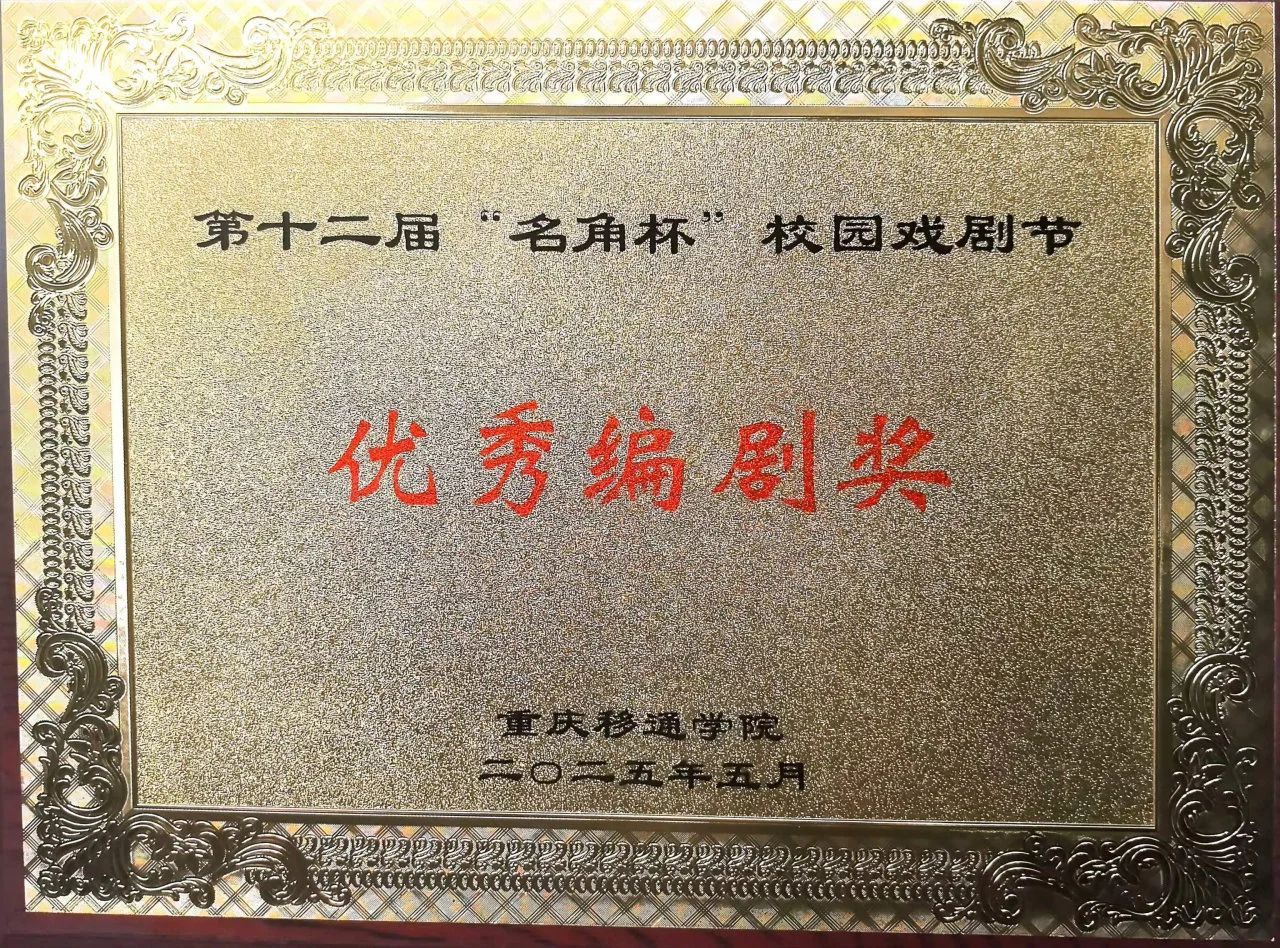 第十二届“名角杯”校园戏剧节
优秀编剧奖
重庆移通学院
二〇二五年五月